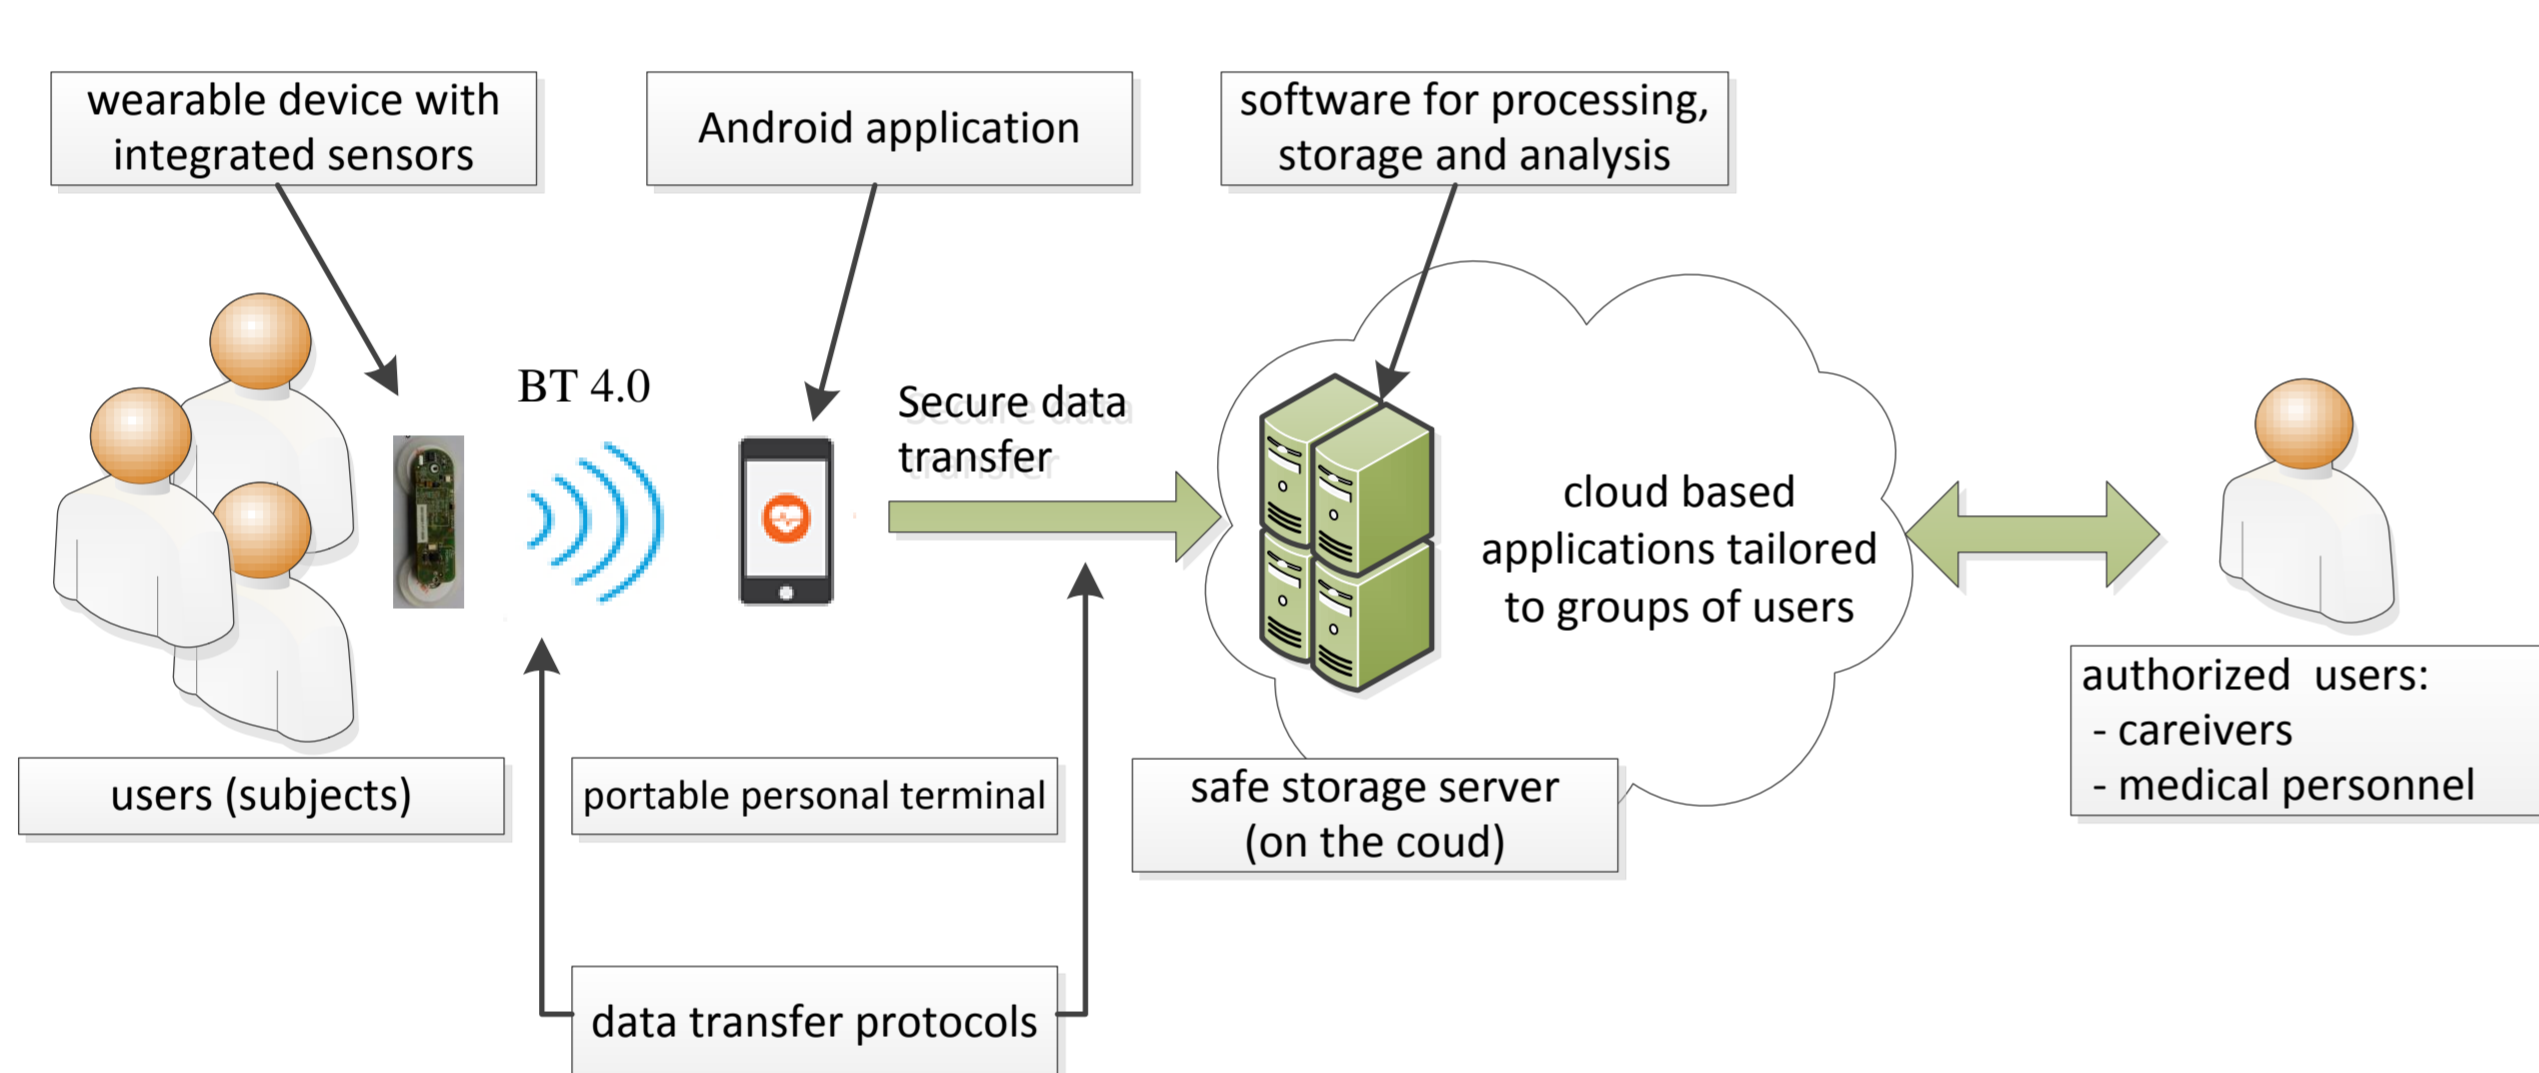 wearable device with
integrated sensors
Android application
software for processing,
storage and analysis
BT 4.0
Secure data
transfer
cloud based
applications tailored
to groups of users
users (subjects)
portable personal terminal
safe storage server
(on the coud)
authorized users:
- careivers
- medical personnel
data transfer protocols